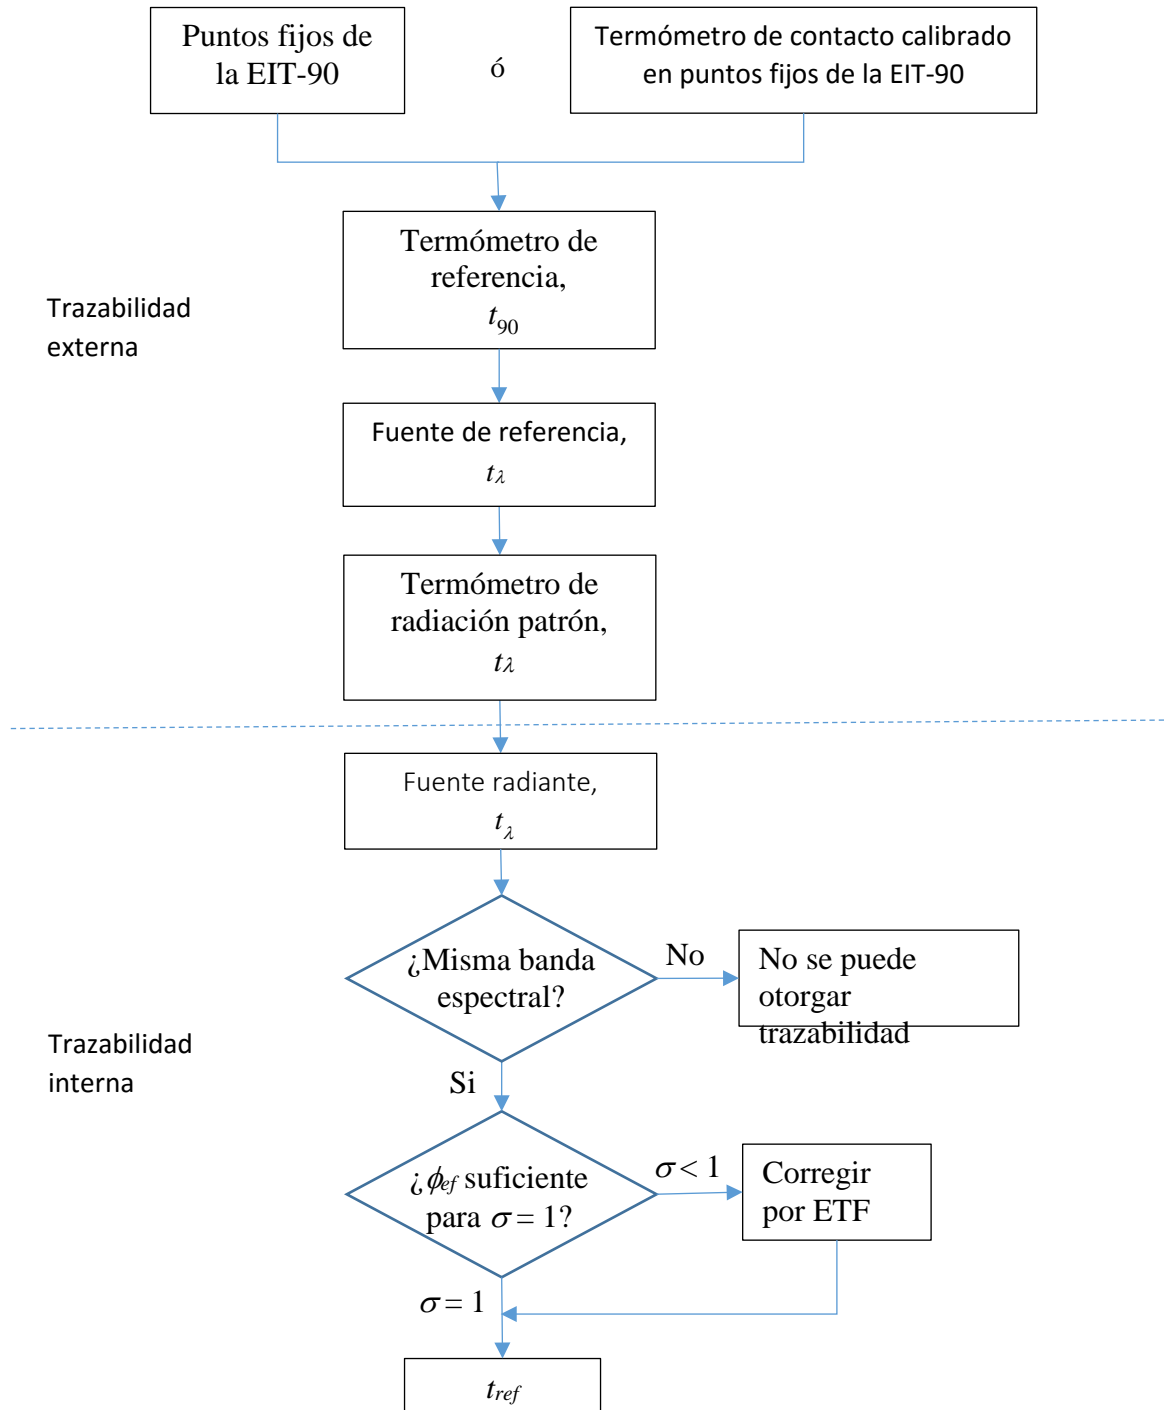 Puntos fijos de
la EIT-90
ó
Termómetro de contacto calibrado
en puntos fijos de la EIT-90
Termómetro de
referencia,
t90
Trazabilidad
externa
Fuente de referencia,
tλ
Termómetro de
radiación patrón,
tλ
Fuente radiante,
tλ
¿Misma banda
espectral?
No
No se puede
otorgar
trazabilidad
Trazabilidad
interna
Si
¿ϕef suficiente
para σ = 1?
σ < 1
Corregir
por ETF
σ = 1
tref